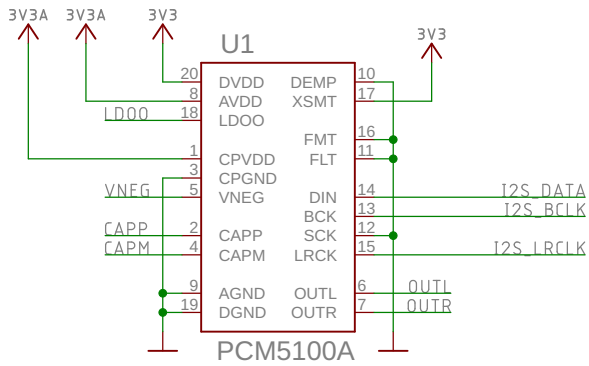 3V3A 3V3A 3V3
3V3
U1
20 DVDD DEMP 10
8 AVDD XSMT 17
LDOO 18 LDOO
FMT 16
1 CPVDD FLT 11
3 CPGND
VNEG 5 VNEG DIN 14 I2S_DATA
BCK 13 I2S_BCLK
CAPP 2 CAPP SCK 12
CAPM 4 CAPM LRCK 15 I2S_LRCLK
9 AGND OUTL 6 OUTL
19 DGND OUTR 7 OUTR
PCM5100A